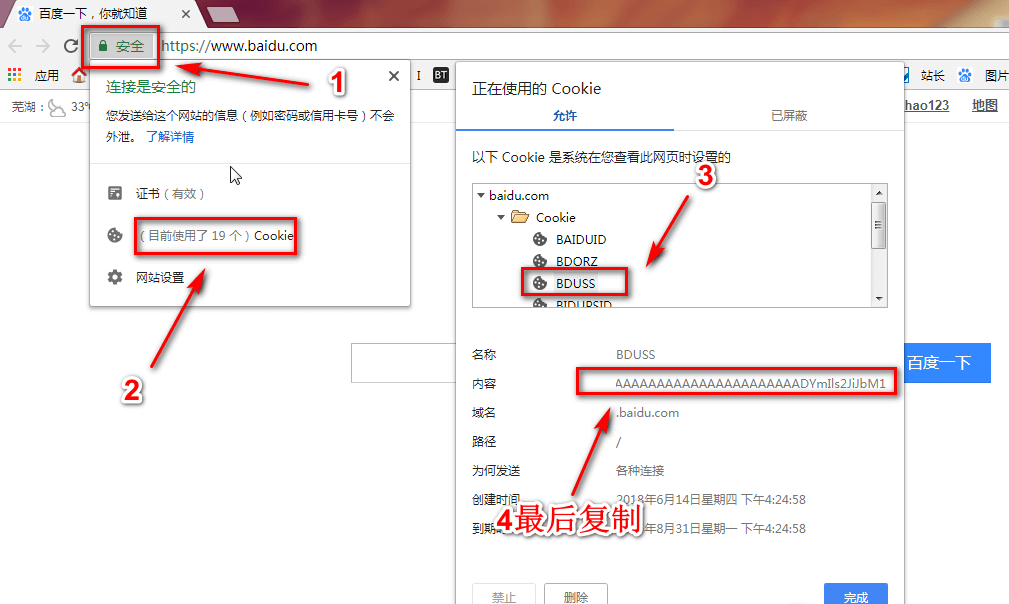 百度一下，你就知道
安全
https://www.baidu.com
应用
BT
站长
图片
芜湖：
33°
hao123
地图
1
连接是安全的
您发送给这个网站的信息（例如密码或信用卡号）不会
外泄。 了解详情
证书（有效）
（目前使用了 19 个）Cookie
网站设置
2
正在使用的 Cookie
允许
已屏蔽
以下 Cookie 是系统在您查看此网页时设置的
3
baidu.com
Cookie
BAIDUID
BDORZ
BDUSS
BIDUPSID
名称 BDUSS
内容 AAAAAAAAAAAAAAAAAAAAAAADYmIls2JiJbM1
域名 .baidu.com
路径 /
为何发送 各种连接
创建时间 2018年6月14日星期四 下午4:24:58
到期 年8月31日星期一 下午4:24:58
4最后复制
禁止
删除
完成
百度一下